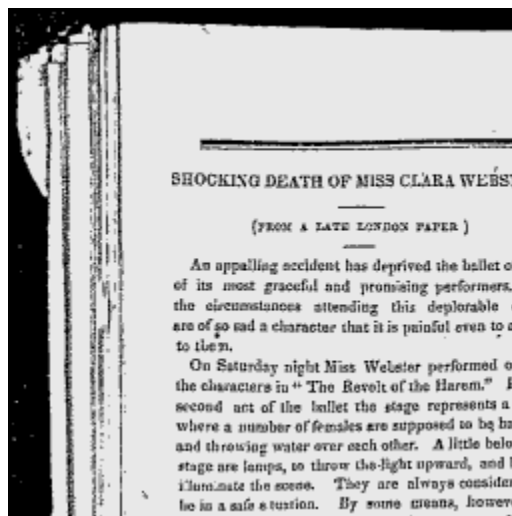 SHOCKING DEATH OF MISS CLARA WEBST
(FROM A LATE LONDON PAPER )
An appalling accident has deprived the ballet o
of its most graceful and promising performers.
the circumstances attending this deplorable
are of so sad a character that it is painful even to
to them.
On Saturday night Miss Webster performed o
the characters in "The Revolt of the Harem."
second act of the ballet the stage represents a
where a number of females are supposed to be ba
and throwing water over each other. A little belo
stage are lamps, to throw the light upward, and
illuminate the scene. They are always consider
be in a safe situation. By some means, howev